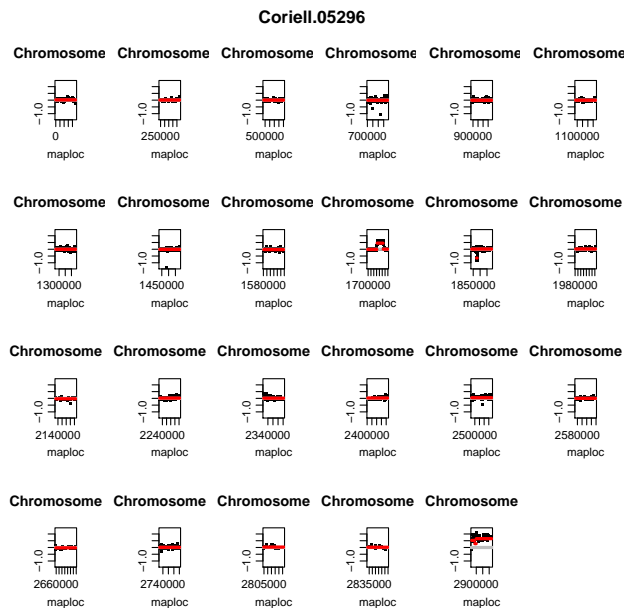 Coriell.05296
Chromosome Chromosome Chromosome Chromosome Chromosome Chromosome
-1.0 -1.0 -1.0 -1.0 -1.0 -1.0
0 250000 500000 700000 900000 1100000
maploc maploc maploc maploc maploc maploc
Chromosome Chromosome Chromosome Chromosome Chromosome Chromosome
-1.0 -1.0 -1.0 -1.0 -1.0 -1.0
1300000 1450000 1580000 1700000 1850000 1980000
maploc maploc maploc maploc maploc maploc
Chromosome Chromosome Chromosome Chromosome Chromosome Chromosome
-1.0 -1.0 -1.0 -1.0 -1.0 -1.0
2140000 2240000 2340000 2400000 2500000 2580000
maploc maploc maploc maploc maploc maploc
Chromosome Chromosome Chromosome Chromosome Chromosome
-1.0 -1.0 -1.0 -1.0 -1.0
2660000 2740000 2805000 2835000 2900000
maploc maploc maploc maploc maploc